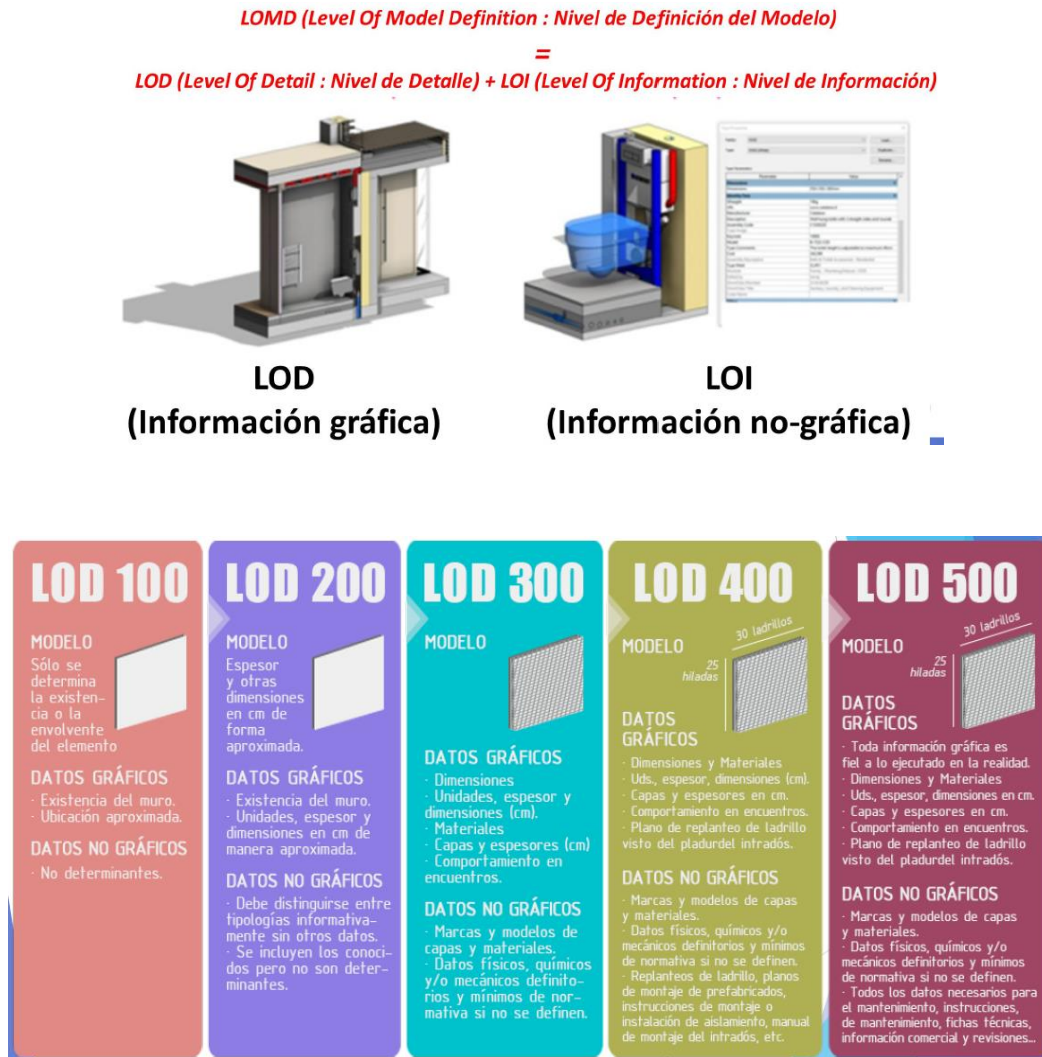 LOMD (Level Of Model Definition : Nivel de Definición del Modelo)
=
LOD (Level Of Detail : Nivel de Detalle) + LOI (Level Of Information : Nivel de Información)
LOD
(Información gráfica)
LOI
(Información no-gráfica)
LOD 100
MODELO
Sólo se
determina
la existen-
cia o la
envolvente
del elemento
DATOS GRÁFICOS
· Existencia del muro.
· Ubicación aproximada.
DATOS NO GRÁFICOS
· No determinantes.
LOD 200
MODELO
Espesor
y otras
dimensiones
en cm de
forma
aproximada.
DATOS GRÁFICOS
· Existencia del muro.
· Unidades, espesor y
dimensiones en cm de
manera aproximada.
DATOS NO GRÁFICOS
· Debe distinguirse entre
tipologías informativa-
mente sin otros datos.
· Se incluyen los conoci-
dos pero no son deter-
minantes.
LOD 300
MODELO
DATOS GRÁFICOS
· Dimensiones
· Unidades, espesor y
dimensiones (cm).
· Materiales
· Capas y espesores (cm)
· Comportamiento en
encuentros.
DATOS NO GRÁFICOS
· Marcas y modelos de
capas y materiales.
· Datos físicos, químicos
y/o mecánicos definito-
rios y mínimos de nor-
mativa si no se definen.
LOD 400
30 ladrillos
MODELO
25
hiladas
DATOS
GRÁFICOS
· Dimensiones y Materiales
· Uds., espesor, dimensiones (cm).
· Capas y espesores en cm.
· Comportamiento en encuentros.
· Plano de replanteo de ladrillo
visto del pladurdel intradós.
DATOS NO GRÁFICOS
· Marcas y modelos de capas
y materiales.
· Datos físicos, químicos y/o
mecánicos definitorios y mínimos
de normativa si no se definen.
· Replanteos de ladrillo, planos
de montaje de prefabricados,
instrucciones de montaje o
instalación de aislamiento, manual
de montaje del intradós, etc.
LOD 500
30 ladrillos
MODELO
25
hiladas
DATOS
GRÁFICOS
· Toda información gráfica es
fiel a lo ejecutado en la realidad.
· Dimensiones y Materiales
· Uds., espesor, dimensiones en cm.
· Capas y espesores en cm.
· Comportamiento en encuentros.
· Plano de replanteo de ladrillo
visto del pladurdel intradós.
DATOS NO GRÁFICOS
· Marcas y modelos de capas
y materiales.
· Datos físicos, químicos y/o
mecánicos definitorios y mínimos
de normativa si no se definen.
· Todos los datos necesarios para
el mantenimiento, instrucciones,
de mantenimiento, fichas técnicas,
información comercial y revisiones...